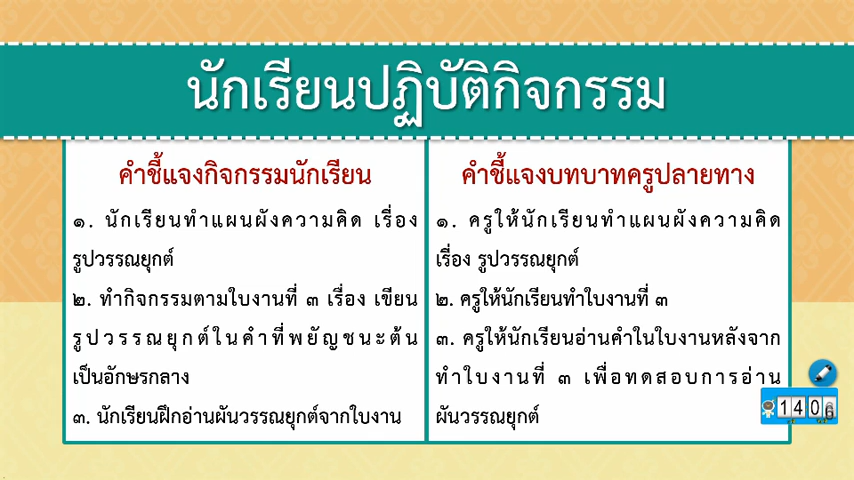 นักเรียนปฏิบัติกิจกรรม
คำชี้แจงกิจกรรมนักเรียน
๑. นักเรียนทำแผนผังความคิด เรื่อง
รูปวรรณยุกต์
๒. ทำกิจกรรมตามใบงานที่ ๓ เรื่อง เขียน
รูปวรรณยุกต์ในคำที่พยัญชนะต้น
เป็นอักษรกลาง
๓. นักเรียนฝึกอ่านผันวรรณยุกต์จากใบงาน
คำชี้แจงบทบาทครูปลายทาง
๑. ครูให้นักเรียนทำแผนผังความคิด
เรื่อง รูปวรรณยุกต์
๒. ครูให้นักเรียนทำใบงานที่ ๓
๓. ครูให้นักเรียนอ่านคำในใบงานหลังจาก
ทำใบงานที่ ๓ เพื่อทดสอบการอ่าน
ผันวรรณยุกต์